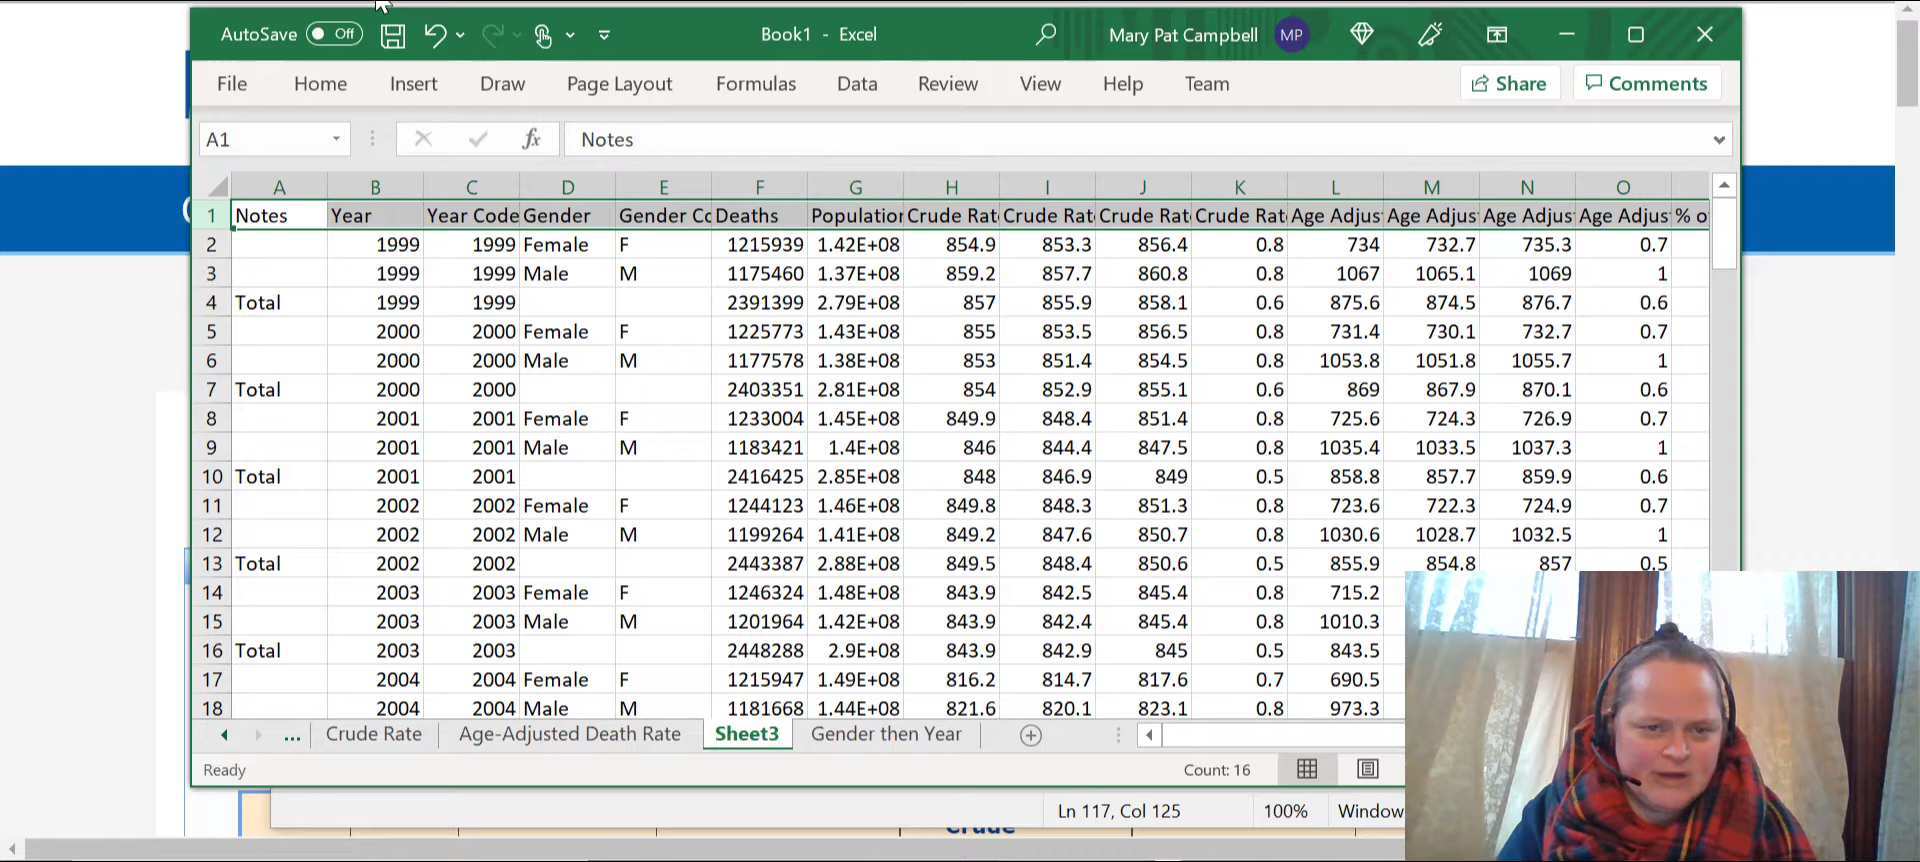 AutoSave Off Book1 - Excel Mary Pat Campbell MP
File Home Insert Draw Page Layout Formulas Data Review View Help Team Share Comments
A1 fx Notes
A B C D E F G H I J K L M N O
1 Notes Year Year Code Gender Gender Co Deaths Population Crude Rat Crude Rat Crude Rat Crude Rat Age Adjus Age Adjus Age Adjus Age Adjus % o
2 1999 1999 Female F 1215939 1.42E+08 854.9 853.3 856.4 0.8 734 732.7 735.3 0.7
3 1999 1999 Male M 1175460 1.37E+08 859.2 857.7 860.8 0.8 1067 1065.1 1069 1
4 Total 1999 1999 2391399 2.79E+08 857 855.9 858.1 0.6 875.6 874.5 876.7 0.6
5 2000 2000 Female F 1225773 1.43E+08 855 853.5 856.5 0.8 731.4 730.1 732.7 0.7
6 2000 2000 Male M 1177578 1.38E+08 853 851.4 854.5 0.8 1053.8 1051.8 1055.7 1
7 Total 2000 2000 2403351 2.81E+08 854 852.9 855.1 0.6 869 867.9 870.1 0.6
8 2001 2001 Female F 1233004 1.45E+08 849.9 848.4 851.4 0.8 725.6 724.3 726.9 0.7
9 2001 2001 Male M 1183421 1.4E+08 846 844.4 847.5 0.8 1035.4 1033.5 1037.3 1
10 Total 2001 2001 2416425 2.85E+08 848 846.9 849 0.5 858.8 857.7 859.9 0.6
11 2002 2002 Female F 1244123 1.46E+08 849.8 848.3 851.3 0.8 723.6 722.3 724.9 0.7
12 2002 2002 Male M 1199264 1.41E+08 849.2 847.6 850.7 0.8 1030.6 1028.7 1032.5 1
13 Total 2002 2002 2443387 2.88E+08 849.5 848.4 850.6 0.5 855.9 854.8 857 0.5
14 2003 2003 Female F 1246324 1.48E+08 843.9 842.5 845.4 0.8 715.2
15 2003 2003 Male M 1201964 1.42E+08 843.9 842.4 845.4 0.8 1010.3
16 Total 2003 2003 2448288 2.9E+08 843.9 842.9 845 0.5 843.5
17 2004 2004 Female F 1215947 1.49E+08 816.2 814.7 817.6 0.7 690.5
18 2004 2004 Male M 1181668 1.44E+08 821.6 820.1 823.1 0.8 973.3
... Crude Rate Age-Adjusted Death Rate Sheet3 Gender then Year
Ready Count: 16
Ln 117, Col 125 100% Window
Crude